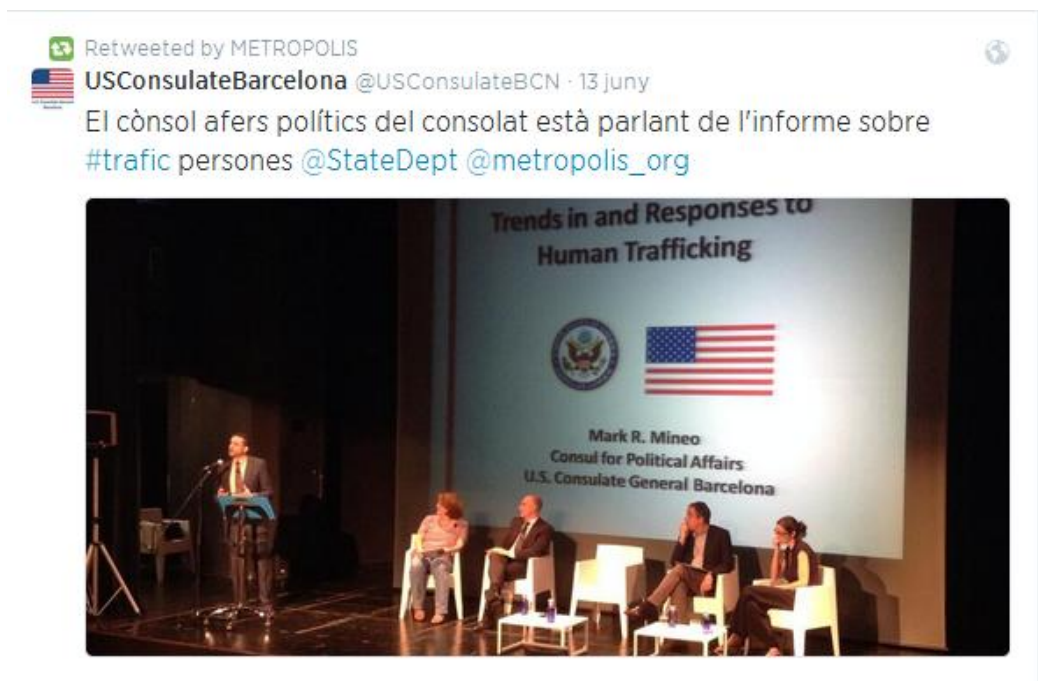 Retweeted by METROPOLIS
USConsulateBarcelona @USConsulateBCN · 13 juny
El cònsol afers polítics del consolat està parlant de l'informe sobre
#trafic persones @StateDept @metropolis_org
Trends in and Responses to
Human Trafficking
Mark R. Mineo
Consul for Political Affairs
U.S. Consulate General Barcelona